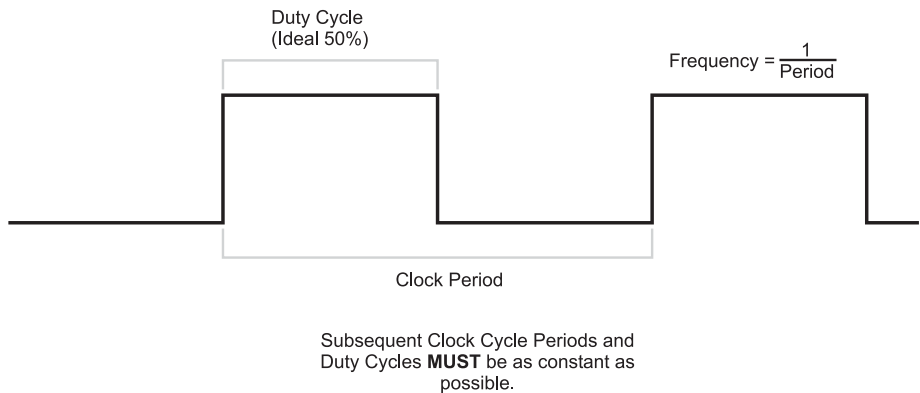 Duty Cycle
(Ideal 50%)
Frequency = 1
Period
Clock Period
Subsequent Clock Cycle Periods and
Duty Cycles MUST be as constant as
possible.